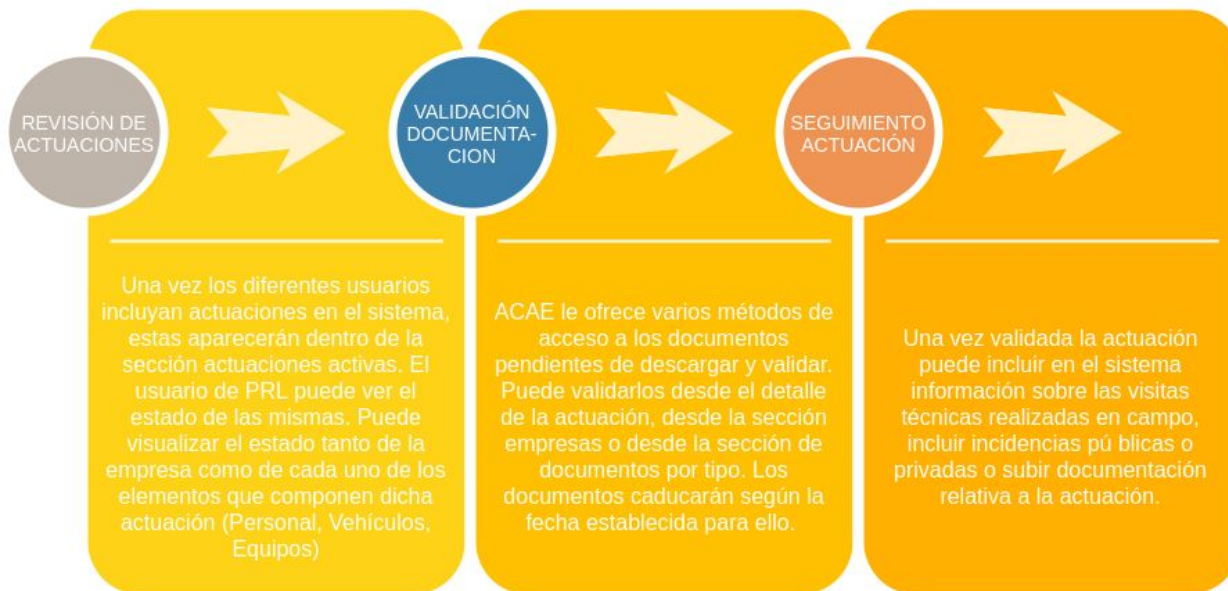 REVISIÓN DE
ACTUACIONES
Una vez los diferentes usuarios
incluyan actuaciones en el sistema,
estas aparecerán dentro de la
sección actuaciones activas. El
usuario de PRL puede ver el
estado de las mismas. Puede
visualizar el estado tanto de la
empresa como de cada uno de los
elementos que componen dicha
actuación (Personal, Vehículos,
Equipos)
VALIDACIÓN
DOCUMENTA-
CION
ACAE le ofrece varios métodos de
acceso a los documentos
pendientes de descargar y validar.
Puede validarlos desde el detalle
de la actuación, desde la sección
empresas o desde la sección de
documentos por tipo. Los
documentos caducarán según la
fecha establecida para ello.
SEGUIMIENTO
ACTUACIÓN
Una vez validada la actuación
puede incluir en el sistema
información sobre las visitas
técnicas realizadas en campo,
incluir incidencias pú blicas o
privadas o subir documentación
relativa a la actuación.